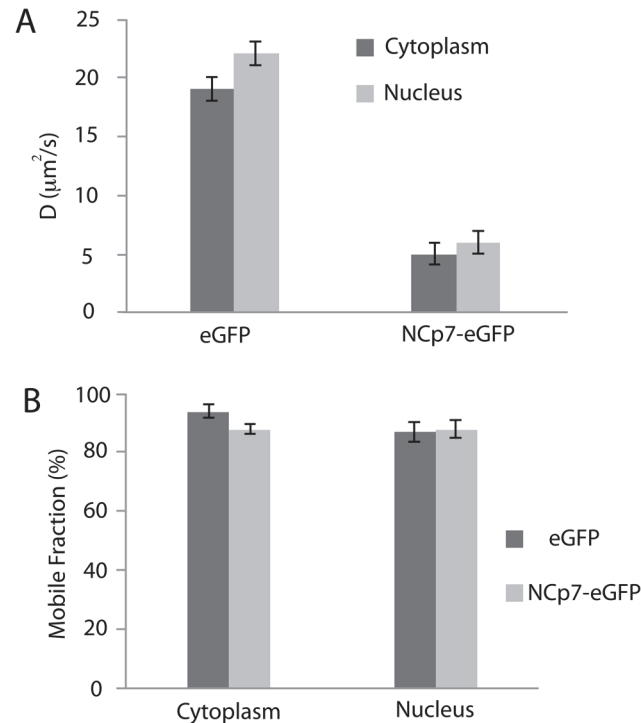 A
25
20
15
10
5
0
D (μm²/s)
Cytoplasm
Nucleus
eGFP
NCp7-eGFP
B
100
80
60
40
20
0
Mobile Fraction (%)
eGFP
NCp7-eGFP
Cytoplasm
Nucleus